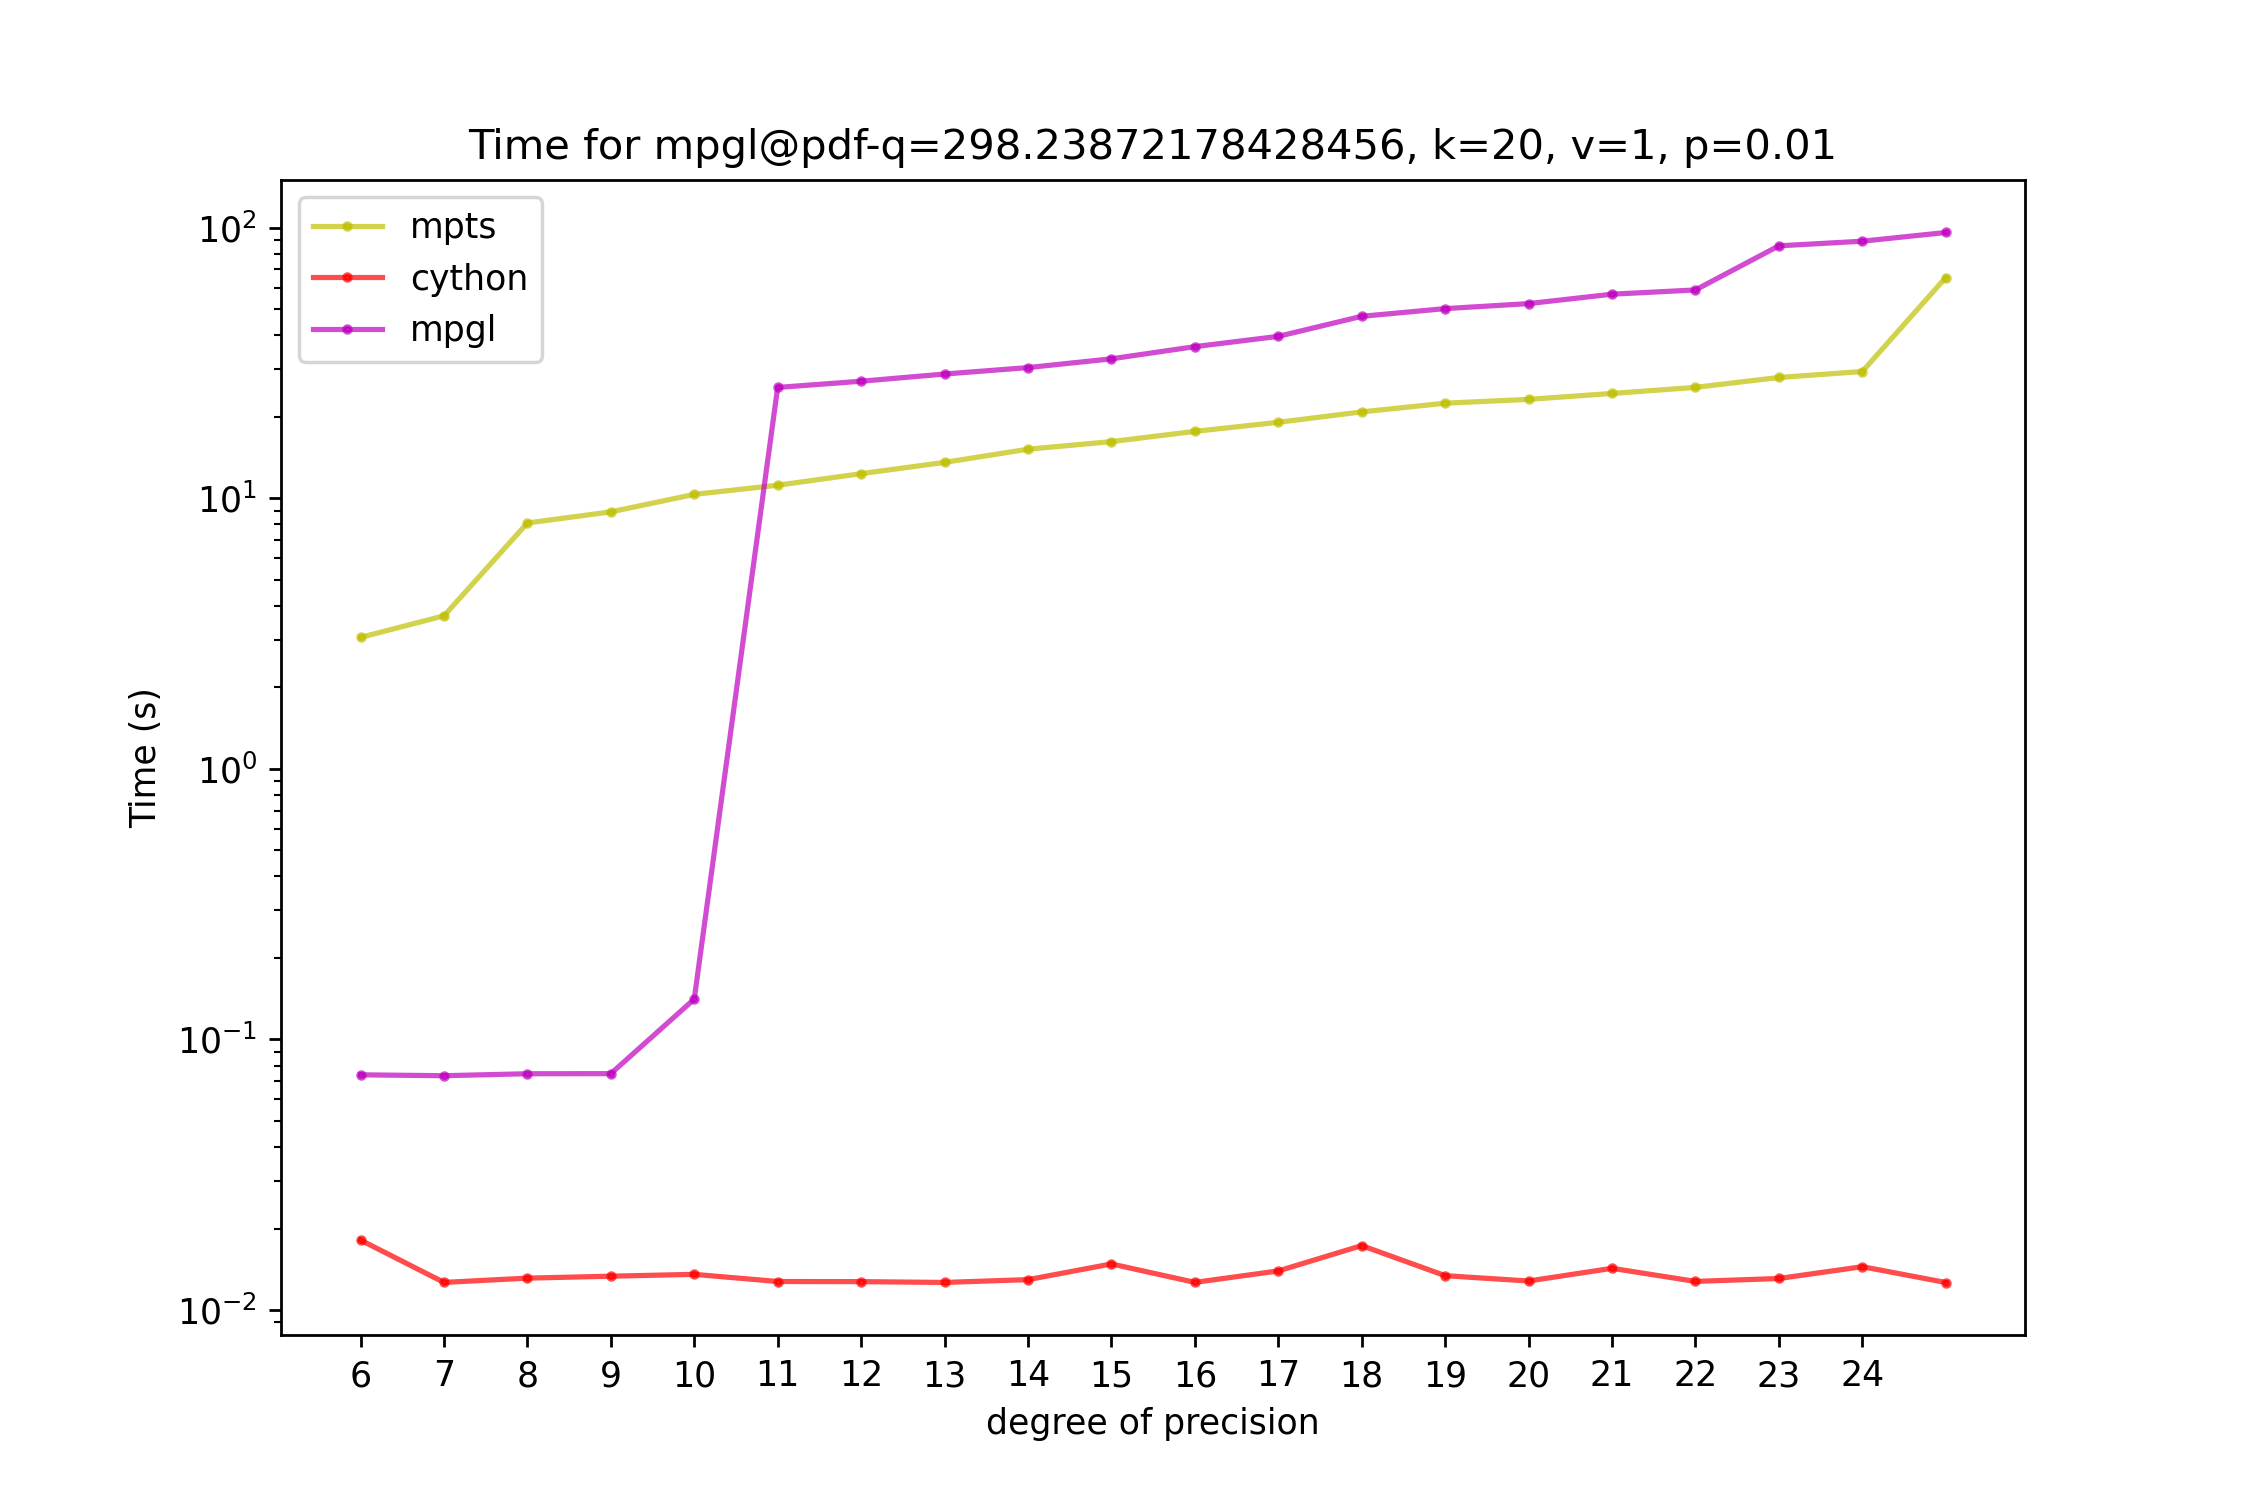 Time for mpgl@pdf-q=298.23872178428456, k=20, v=1, p=0.01
mpts
cython
mpgl
10²
10¹
10⁰
10⁻¹
10⁻²
Time (s)
6 7 8 9 10 11 12 13 14 15 16 17 18 19 20 21 22 23 24
degree of precision